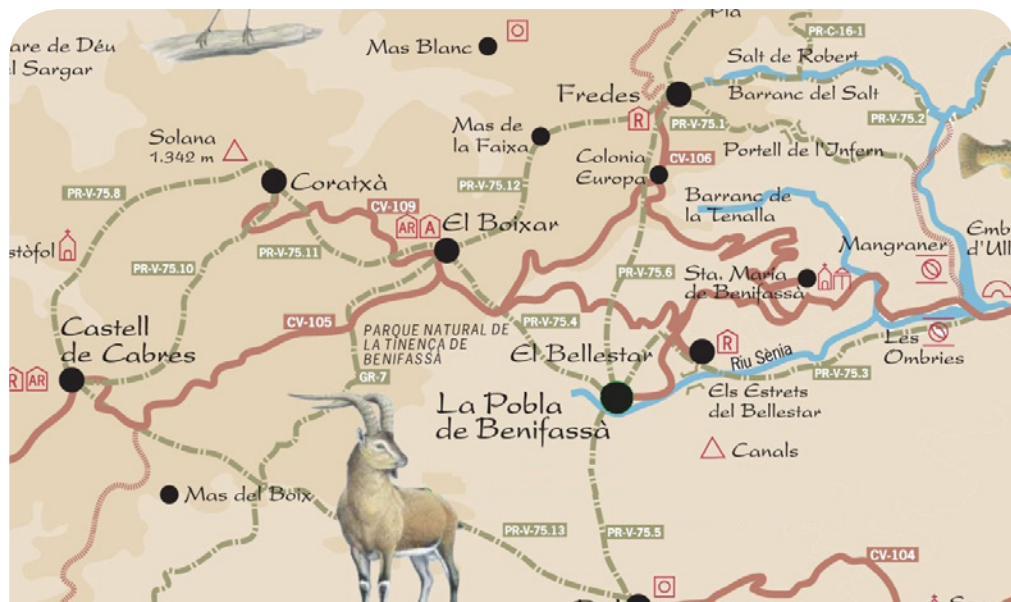 Pla
PR-C-16-1
are de Déu
el Sargar
Mas Blanc
Salt de Robert
Fredes
Barranc del Salt
R
PR-V-75.1
PR-V-75.2
Mas de
la Faixa
Solana
1.342 m
Portell de l'Infern
Colonia
Europa
CV-106
PR-V-75.8
Coratxà
PR-V-75.12
Barranc de
la Tenalla
CV-109
AR
A
El Boixar
Mangraner
Emb
d'Ull
stòfol
PR-V-75.10
PR-V-75.11
PR-V-75.6
Sta. María
de Benifassà
CV-105
PARQUE NATURAL DE
LA TINENÇA DE
BENIFASSÀ
PR-V-75.4
Castell
de Cabres
El Bellestar
R
Riu Sènia
Les
Ombries
GR-7
PR-V-75.3
R
AR
La Pobla
de Benifassà
Els Estrets
del Bellestar
Canals
Mas del Boix
PR-V-75.13
PR-V-75.5
CV-104